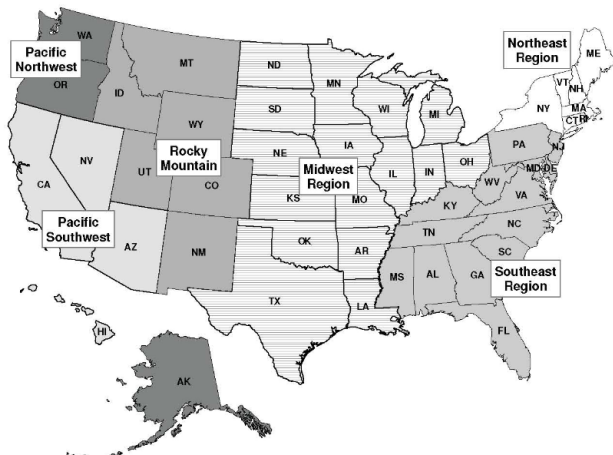 Pacific
Northwest
WA
OR
ID
MT
WY
Rocky
Mountain
UT
CO
NM
NV
CA
Pacific
Southwest
AZ
HI
AK
ND
SD
NE
KS
OK
TX
MN
IA
Midwest
Region
MO
AR
LA
WI
MI
IL
IN
OH
Northeast
Region
ME
VT
NH
MA
CT
RI
NY
PA
NJ
MD
DE
WV
VA
KY
TN
NC
SC
MS
AL
GA
FL
Southeast
Region